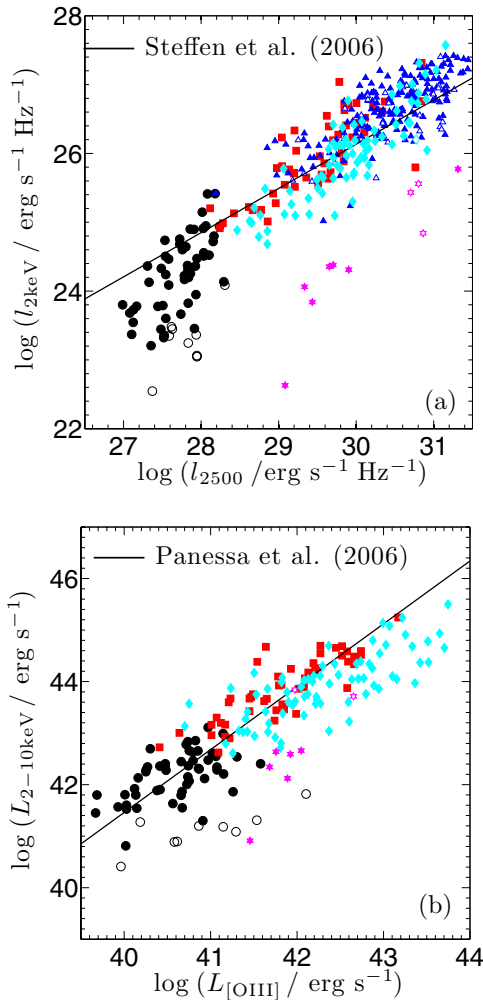 28
Steffen et al. (2006)
26
24
22
(a)
27 28 29 30 31
log (l2500 /erg s−1 Hz−1)
log (l2keV / erg s−1 Hz−1)
Panessa et al. (2006)
46
44
42
40
(b)
40 41 42 43 44
log (L[OIII] / erg s−1)
log (L2−10keV / erg s−1)